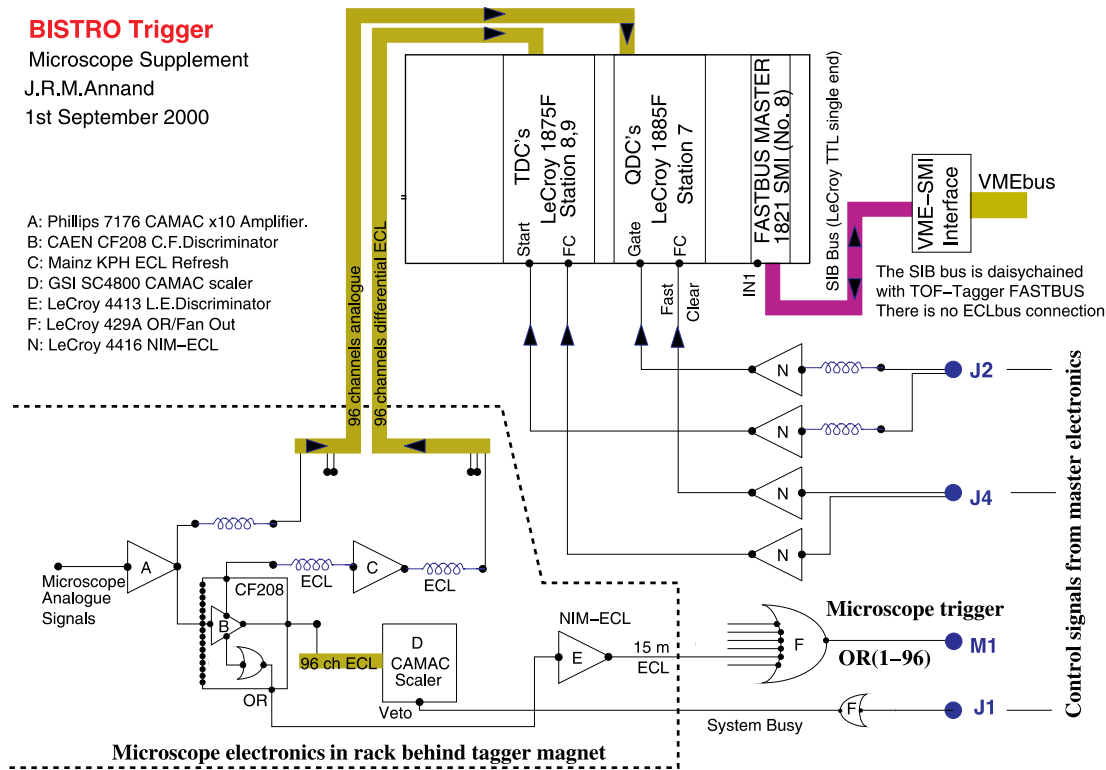 BISTRO Trigger
Microscope Supplement
J.R.M.Annand
1st September 2000
A: Phillips 7176 CAMAC x10 Amplifier.
B: CAEN CF208 C.F.Discriminator
C: Mainz KPH ECL Refresh
D: GSI SC4800 CAMAC scaler
E: LeCroy 4413 L.E.Discriminator
F: LeCroy 429A OR/Fan Out
N: LeCroy 4416 NIM-ECL
96 channels analogue
96 channels differential ECL
TDC's
LeCroy 1875F
Station 8,9
Start
FC
QDC's
LeCroy 1885F
Station 7
Gate
FC
Fast
Clear
FASTBUS MASTER
1821 SMI (No. 8)
IN1
SIB Bus (LeCroy TTL single end)
VME-SMI
Interface
VMEbus
The SIB bus is daisychained
with TOF-Tagger FASTBUS
There is no ECLbus connection
N
J2
N
N
J4
N
Control signals from master electronics
A
Microscope
Analogue
Signals
ECL
C
ECL
CF208
B
OR
96 ch ECL
D
CAMAC
Scaler
Veto
NIM-ECL
E
15 m
ECL
F
Microscope trigger
OR(1-96)
M1
F
J1
System Busy
Microscope electronics in rack behind tagger magnet